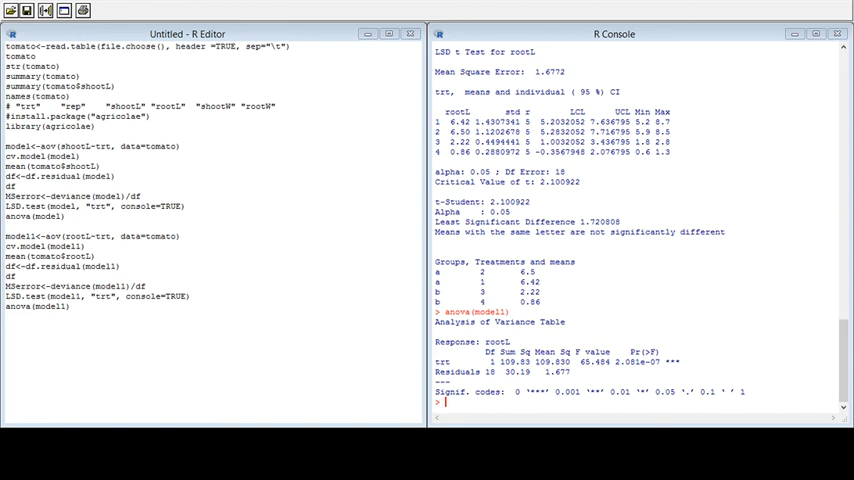 Untitled - R Editor
tomato<-read.table(file.choose(), header =TRUE, sep="\t")
tomato
str(tomato)
summary(tomato)
summary(tomato$shootL)
names(tomato)
# "trt"    "rep"    "shootL" "rootL"  "shootW" "rootW"
#install.package("agricolae")
library(agricolae)
model<-aov(shootL~trt, data=tomato)
cv.model(model)
mean(tomato$shootL)
df<-df.residual(model)
df
MSerror<-deviance(model)/df
LSD.test(model, "trt", console=TRUE)
anova(model)
model1<-aov(rootL~trt, data=tomato)
cv.model(model1)
mean(tomato$rootL)
df<-df.residual(model1)
df
MSerror<-deviance(model1)/df
LSD.test(model1, "trt", console=TRUE)
anova(model1)
R Console
LSD t Test for rootL
Mean Square Error:  1.6772
trt,  means and individual ( 95 %) CI
  rootL       std r        LCL      UCL Min Max
1  6.42 1.4307341 5  5.2032052 7.636795 5.2 8.7
2  6.50 1.1202678 5  5.2832052 7.716795 5.9 8.5
3  2.22 0.4494441 5  1.0032052 3.436795 1.8 2.8
4  0.86 0.2880972 5 -0.3567948 2.076795 0.6 1.3
alpha: 0.05 ; Df Error: 18
Critical Value of t: 2.100922
t-Student: 2.100922
Alpha    : 0.05
Least Significant Difference 1.720808
Means with the same letter are not significantly different
Groups, Treatments and means
a        2       6.5
a        1       6.42
b        3       2.22
b        4       0.86
> anova(model1)
Analysis of Variance Table
Response: rootL
          Df Sum Sq Mean Sq F value    Pr(>F)
trt        1 109.83 109.830  65.484 2.081e-07 ***
Residuals 18  30.19   1.677
---
Signif. codes:  0 ‘***’ 0.001 ‘**’ 0.01 ‘*’ 0.05 ‘.’ 0.1 ‘ ’ 1
>